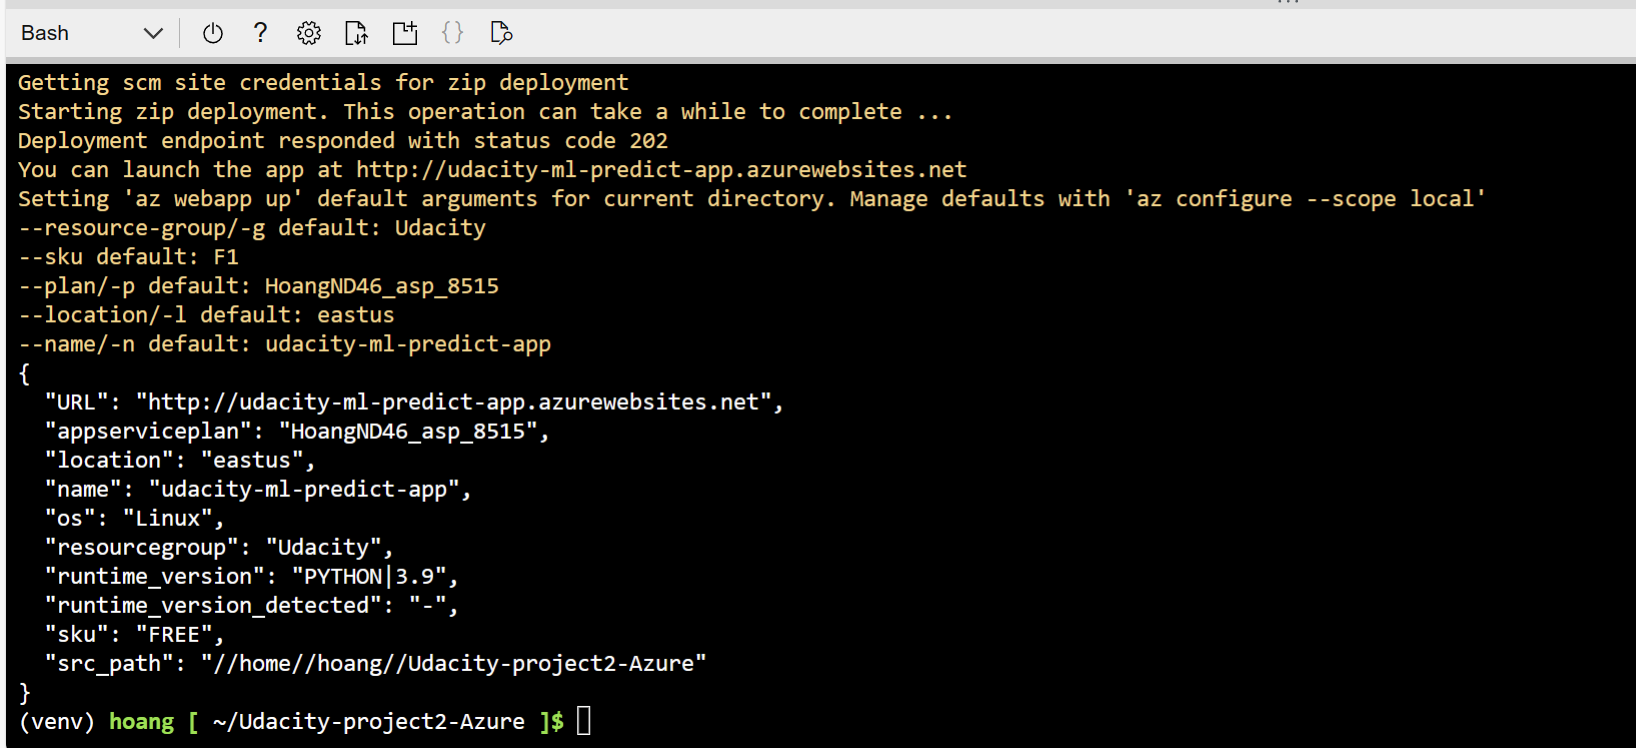 Bash
Getting scm site credentials for zip deployment
Starting zip deployment. This operation can take a while to complete ...
Deployment endpoint responded with status code 202
You can launch the app at http://udacity-ml-predict-app.azurewebsites.net
Setting 'az webapp up' default arguments for current directory. Manage defaults with 'az configure --scope local'
--resource-group/-g default: Udacity
--sku default: F1
--plan/-p default: HoangND46_asp_8515
--location/-l default: eastus
--name/-n default: udacity-ml-predict-app
{
  "URL": "http://udacity-ml-predict-app.azurewebsites.net",
  "appserviceplan": "HoangND46_asp_8515",
  "location": "eastus",
  "name": "udacity-ml-predict-app",
  "os": "Linux",
  "resourcegroup": "Udacity",
  "runtime_version": "PYTHON|3.9",
  "runtime_version_detected": "-",
  "sku": "FREE",
  "src_path": "//home//hoang//Udacity-project2-Azure"
}
(venv) hoang [ ~/Udacity-project2-Azure ]$